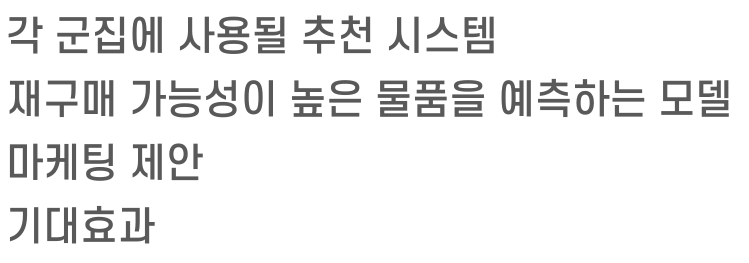 각 군집에 사용될 추천 시스템
재구매 가능성이 높은 물품을 예측하는 모델
마케팅 제안
기대효과